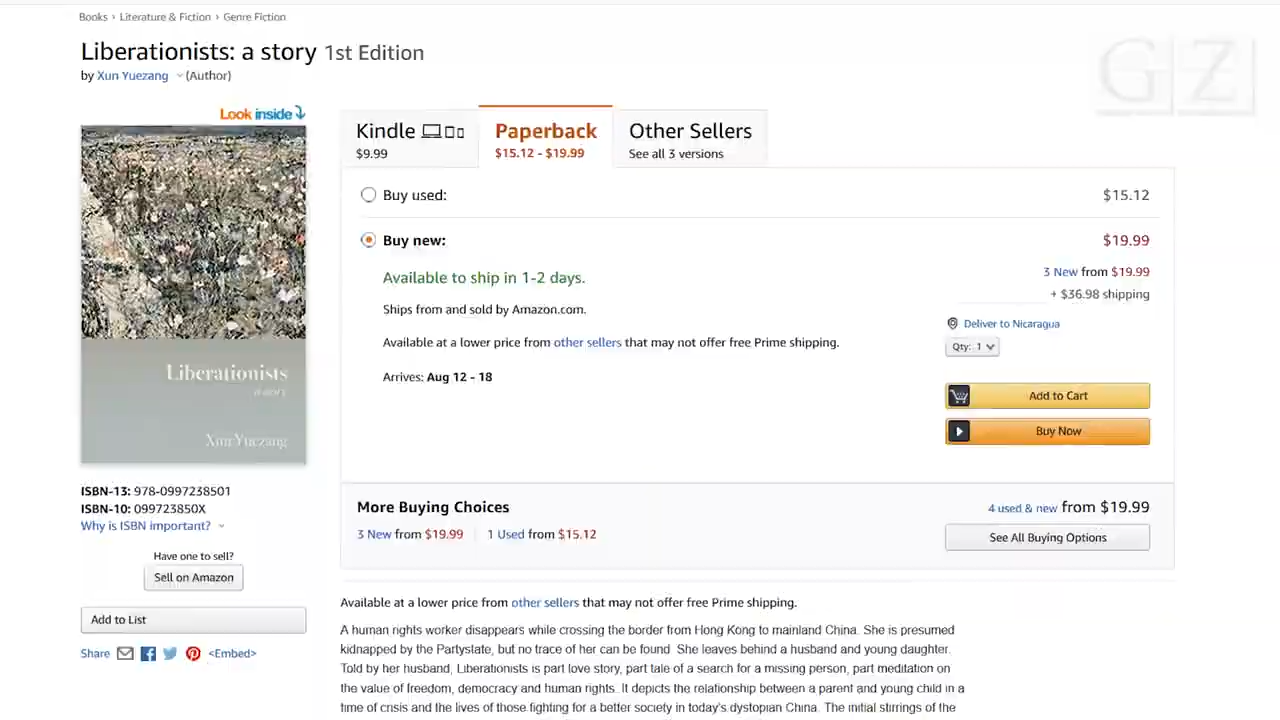 Books › Literature & Fiction › Genre Fiction
Liberationists: a story 1st Edition
by Xun Yuezang (Author)
GZ
Look inside
Liberationists
a story
Xun Yuezang
ISBN-13: 978-0997238501
ISBN-10: 099723850X
Why is ISBN important?
Have one to sell?
Sell on Amazon
Add to List
Share <Embed>
Kindle
$9.99
Paperback
$15.12 - $19.99
Other Sellers
See all 3 versions
Buy used: $15.12
Buy new: $19.99
Available to ship in 1-2 days.
Ships from and sold by Amazon.com.
Available at a lower price from other sellers that may not offer free Prime shipping.
Arrives: Aug 12 - 18
3 New from $19.99
+ $36.98 shipping
Deliver to Nicaragua
Qty: 1
Add to Cart
Buy Now
More Buying Choices
3 New from $19.99 1 Used from $15.12
4 used & new from $19.99
See All Buying Options
Available at a lower price from other sellers that may not offer free Prime shipping.
A human rights worker disappears while crossing the border from Hong Kong to mainland China. She is presumed
kidnapped by the Partystate, but no trace of her can be found. She leaves behind a husband and young daughter.
Told by her husband, Liberationists is part love story, part tale of a search for a missing person, part meditation on
the value of freedom, democracy and human rights. It depicts the relationship between a parent and young child in a
time of crisis and the lives of those fighting for a better society in today's dystopian China. The initial stirrings of the